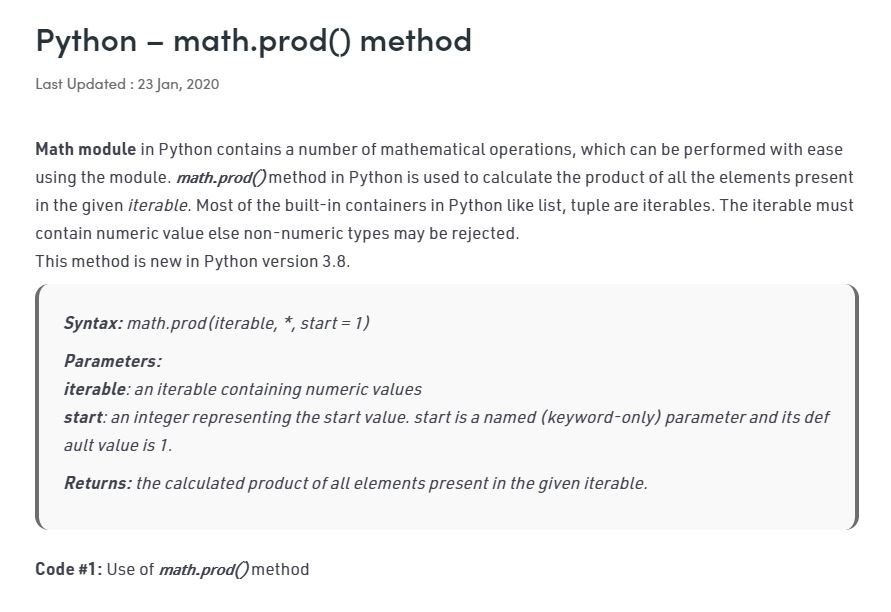 Python – math.prod() method
Last Updated : 23 Jan, 2020
Math module in Python contains a number of mathematical operations, which can be performed with ease
using the module. math.prod() method in Python is used to calculate the product of all the elements present
in the given iterable. Most of the built-in containers in Python like list, tuple are iterables. The iterable must
contain numeric value else non-numeric types may be rejected.
This method is new in Python version 3.8.
Syntax: math.prod(iterable, *, start = 1)
Parameters:
iterable: an iterable containing numeric values
start: an integer representing the start value. start is a named (keyword-only) parameter and its def
ault value is 1.
Returns: the calculated product of all elements present in the given iterable.
Code #1: Use of math.prod() method